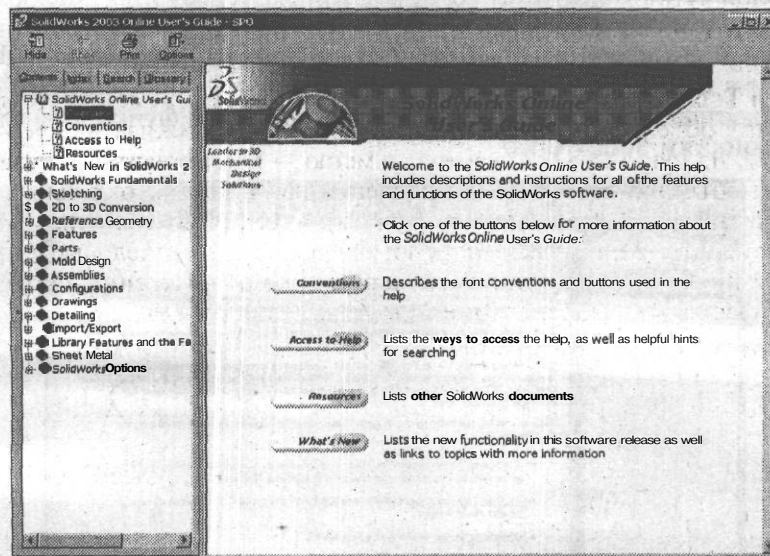 SolidWorks 2003 Online User's Guide - SPO
Hide
Print
Options
Contents
Index
Search
Glossary
SolidWorks Online User's Gui
Conventions
Access to Help
Resources
What's New in SolidWorks 2
SolidWorks Fundamentals
Sketching
2D to 3D Conversion
Reference Geometry
Features
Parts
Mold Design
Assemblies
Configurations
Drawings
Detailing
Import/Export
Library Features and the Fe
Sheet Metal
SolidWorks Options
SolidWorks
Leader in 3D
Mechanical
Design
Solutions
SolidWorks Online
User's Guide
Welcome to the SolidWorks Online User's Guide. This help
includes descriptions and instructions for all of the features
and functions of the SolidWorks software.
Click one of the buttons below for more information about
the SolidWorks Online User's Guide:
Conventions
Describes the font conventions and buttons used in the
help
Access to Help
Lists the ways to access the help, as well as helpful hints
for searching
Resources
Lists other SolidWorks documents
What's New
Lists the new functionality in this software release as well
as links to topics with more information